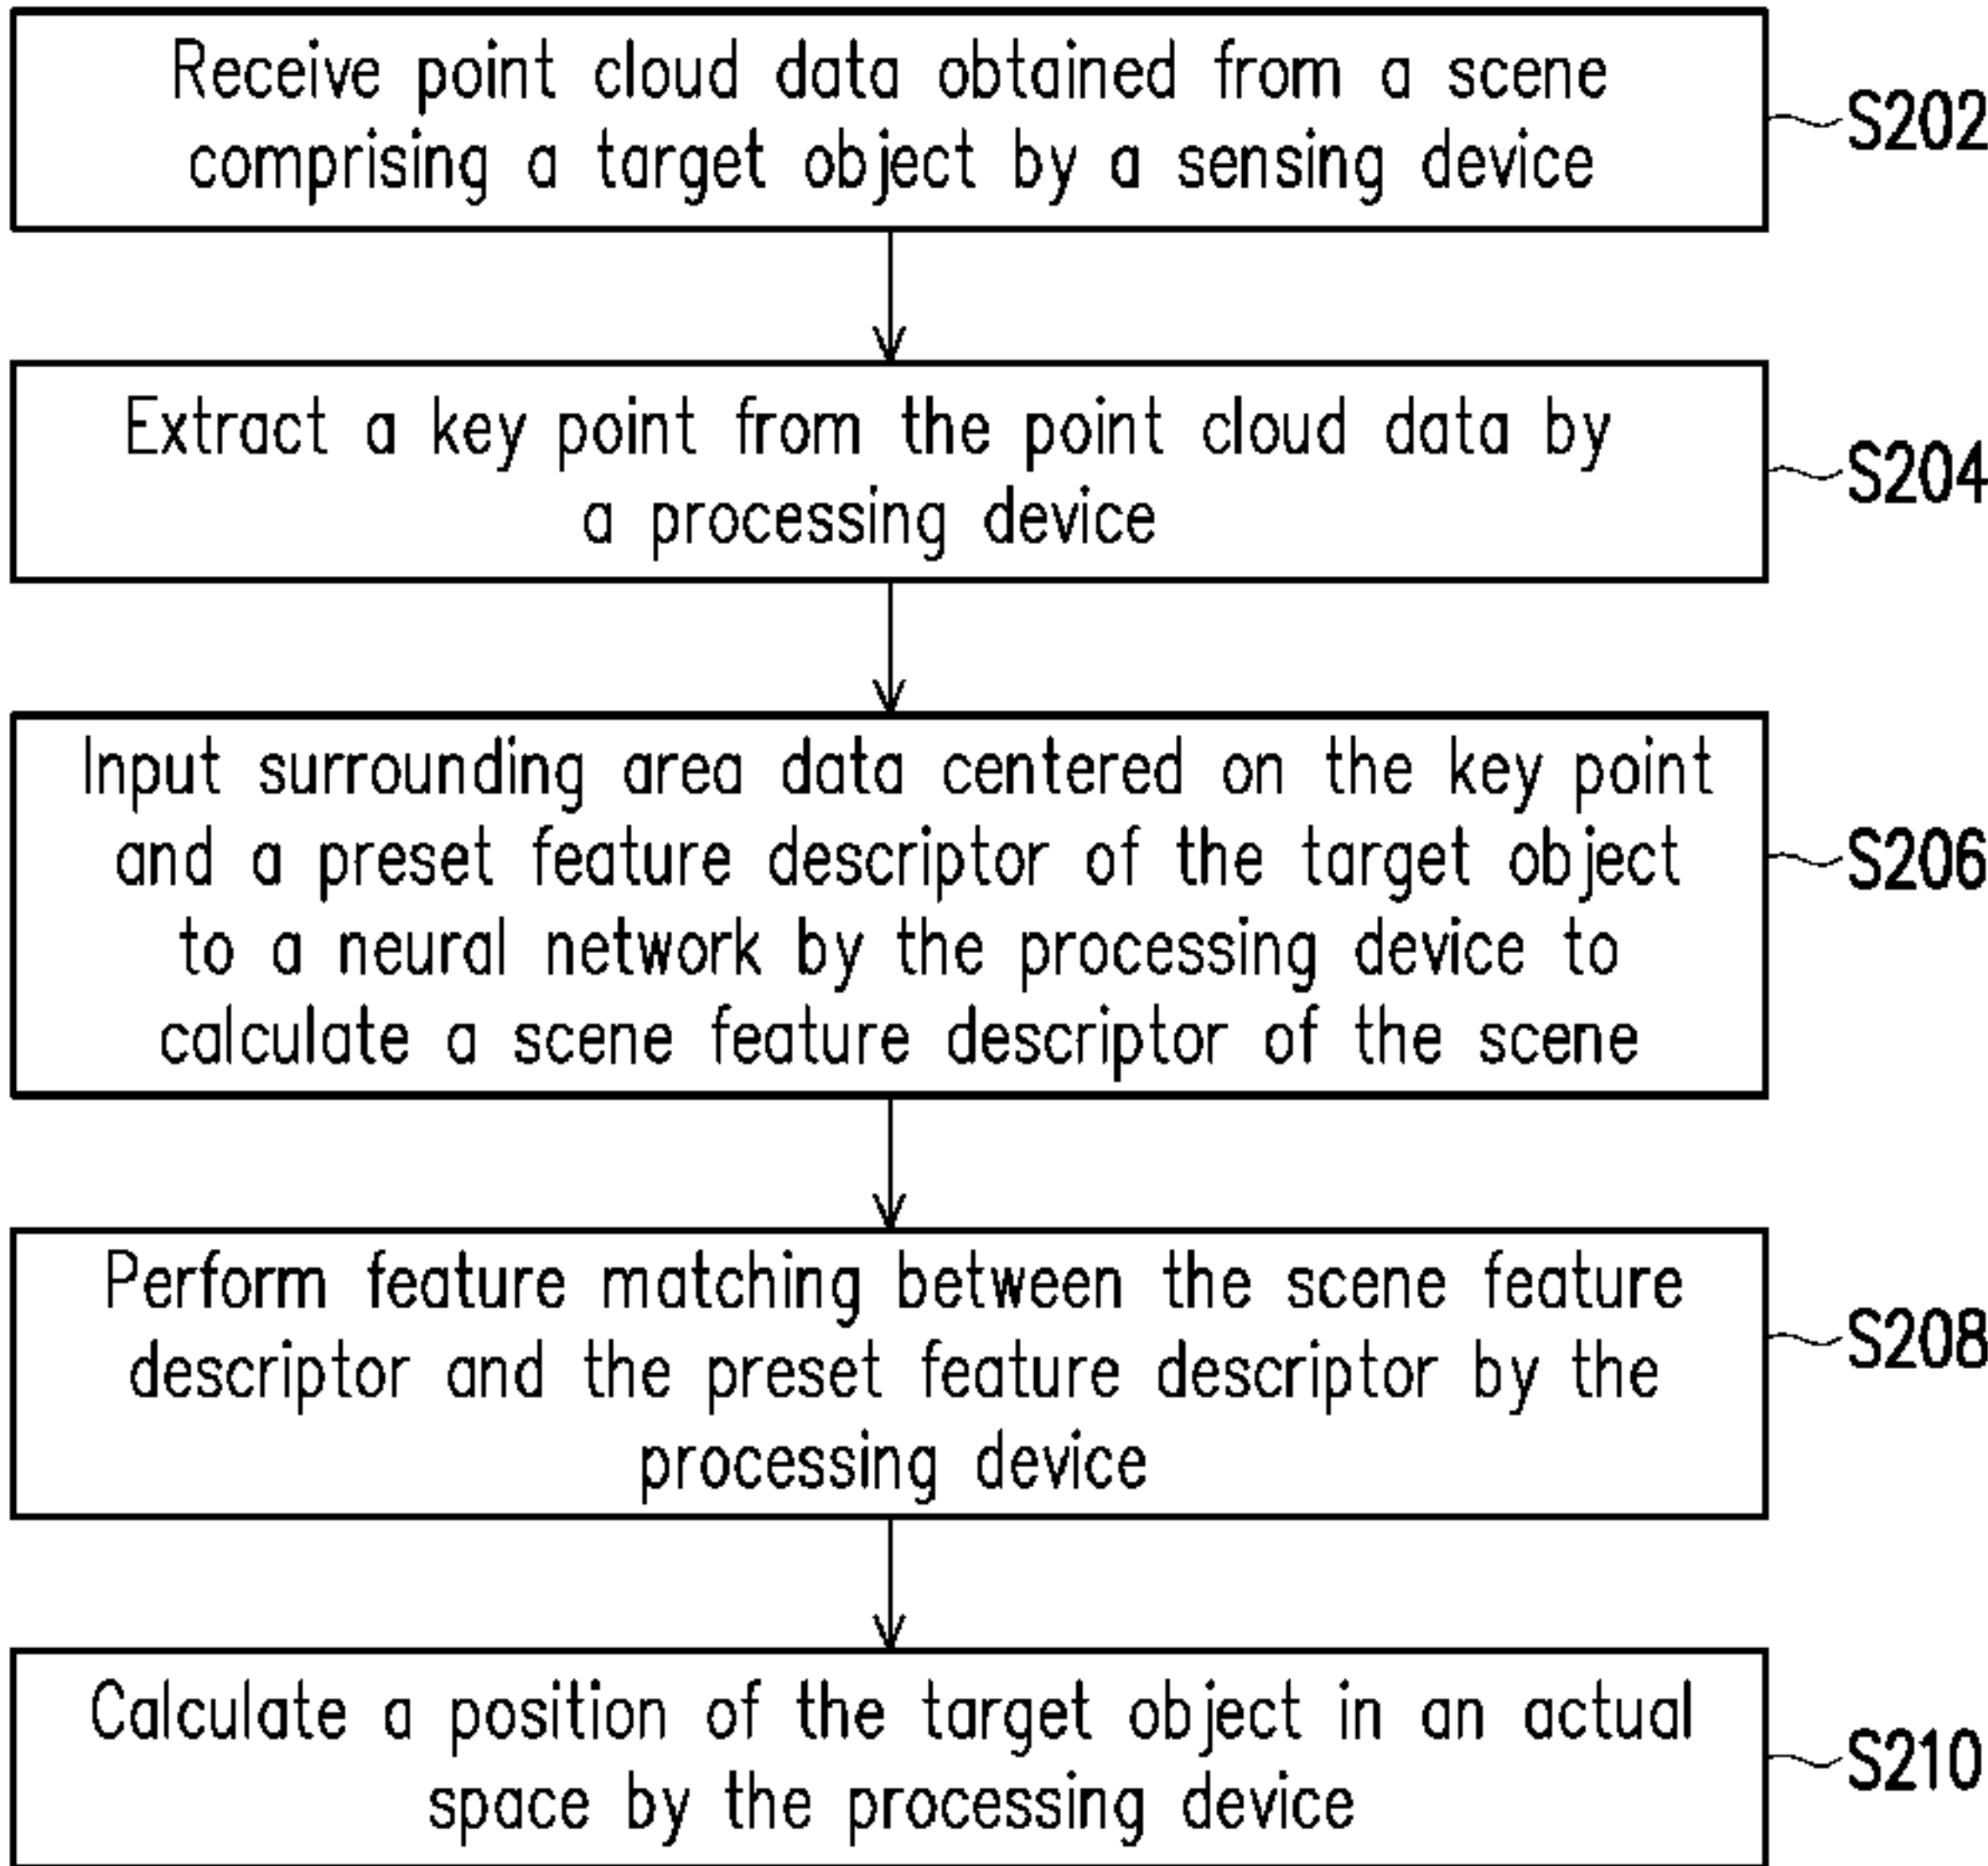 Receive point cloud data obtained from a scene
comprising a target object by a sensing device
S202
Extract a key point from the point cloud data by
a processing device
S204
Input surrounding area data centered on the key point
and a preset feature descriptor of the target object
to a neural network by the processing device to
calculate a scene feature descriptor of the scene
S206
Perform feature matching between the scene feature
descriptor and the preset feature descriptor by the
processing device
S208
Calculate a position of the target object in an actual
space by the processing device
S210